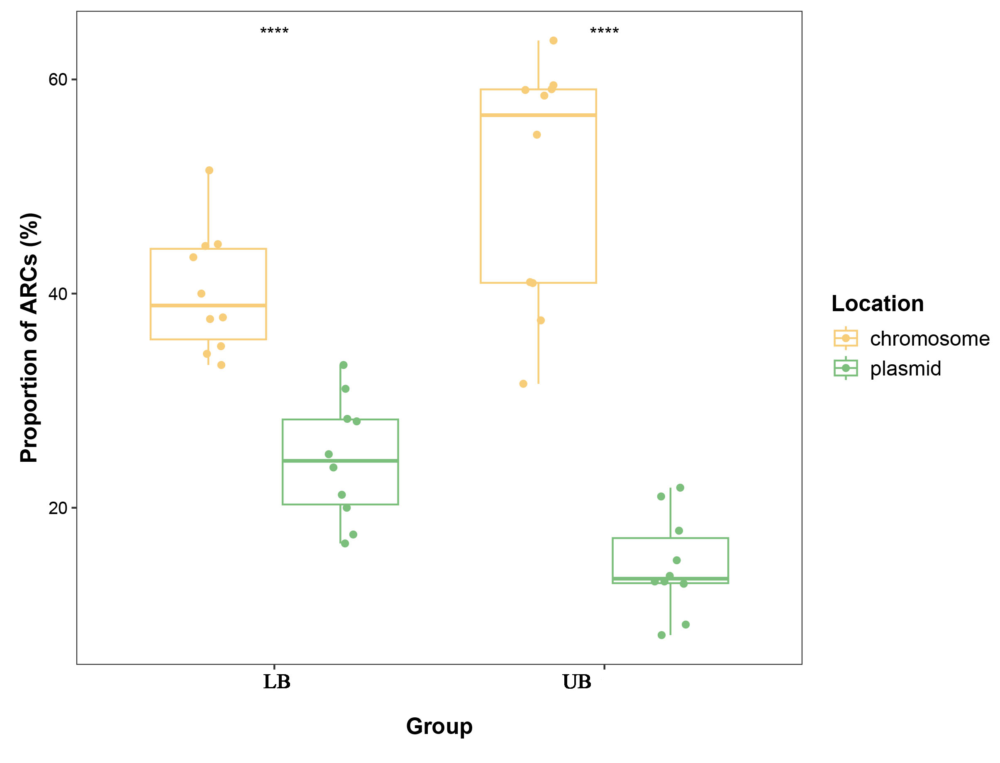 **** ****
60
40
20
Proportion of ARCs (%)
LB UB
Group
Location
chromosome
plasmid